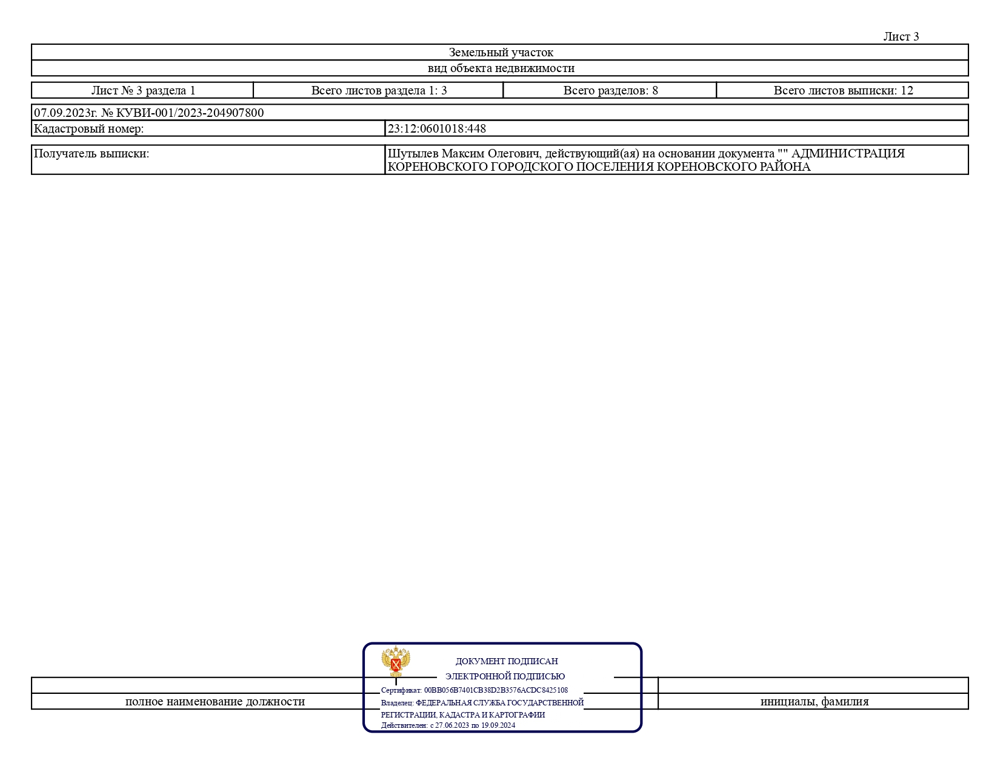 Лист 3
Земельный участок
вид объекта недвижимости
Лист № 3 раздела 1 Всего листов раздела 1: 3 Всего разделов: 8 Всего листов выписки: 12
07.09.2023г. № КУВИ-001/2023-204907800
Кадастровый номер: 23:12:0601018:448
Получатель выписки: Шутылев Максим Олегович, действующий(ая) на основании документа "" АДМИНИСТРАЦИЯ
КОРЕНОВСКОГО ГОРОДСКОГО ПОСЕЛЕНИЯ КОРЕНОВСКОГО РАЙОНА
ДОКУМЕНТ ПОДПИСАН
ЭЛЕКТРОННОЙ ПОДПИСЬЮ
Сертификат: 00BB056B7401CB38D2B3576ACDC8425108
полное наименование должности
Владелец: ФЕДЕРАЛЬНАЯ СЛУЖБА ГОСУДАРСТВЕННОЙ
РЕГИСТРАЦИИ, КАДАСТРА И КАРТОГРАФИИ
Действителен: с 27.06.2023 по 19.09.2024
инициалы, фамилия